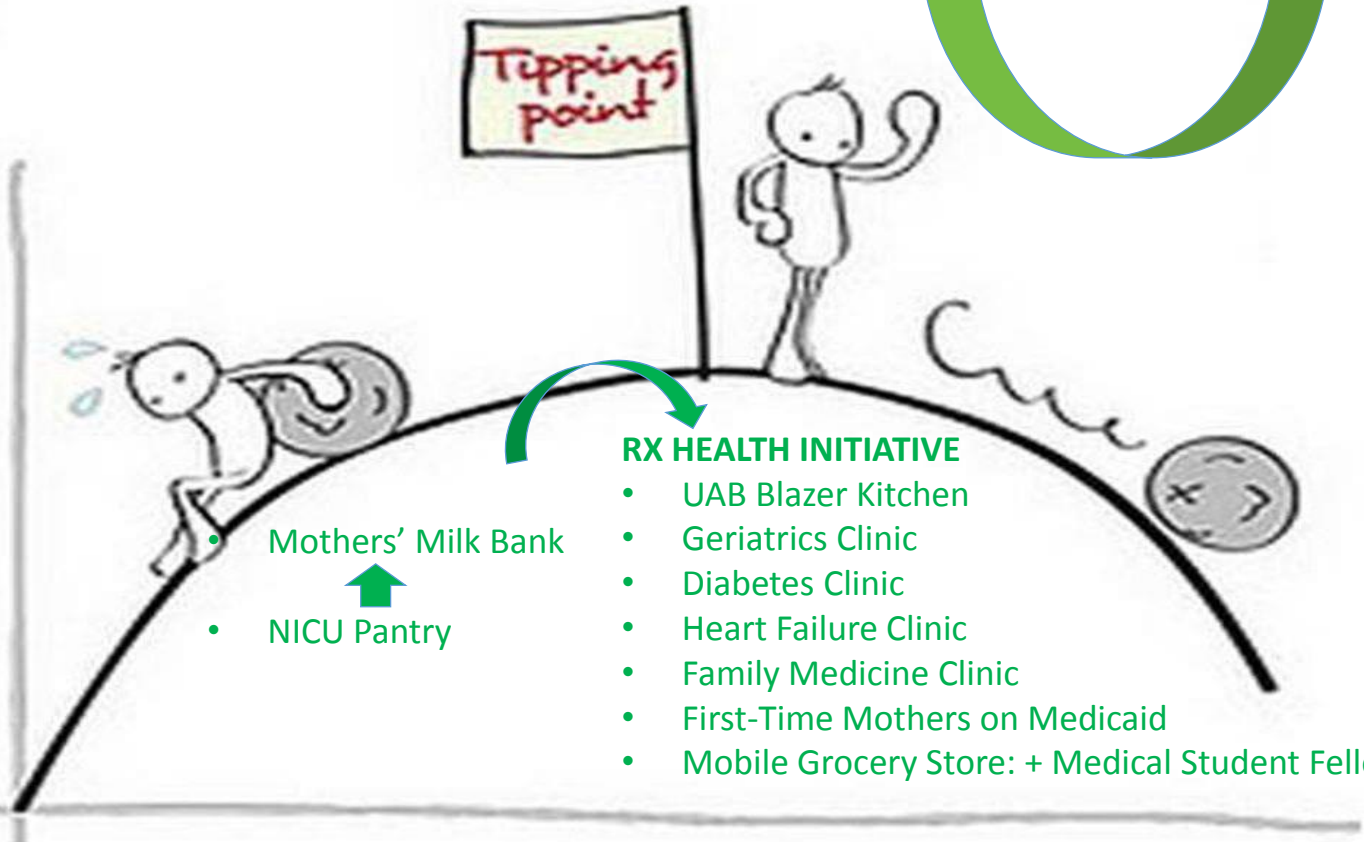 Tipping
point
• Mothers’ Milk Bank
• NICU Pantry
RX HEALTH INITIATIVE
• UAB Blazer Kitchen
• Geriatrics Clinic
• Diabetes Clinic
• Heart Failure Clinic
• Family Medicine Clinic
• First-Time Mothers on Medicaid
• Mobile Grocery Store: + Medical Student